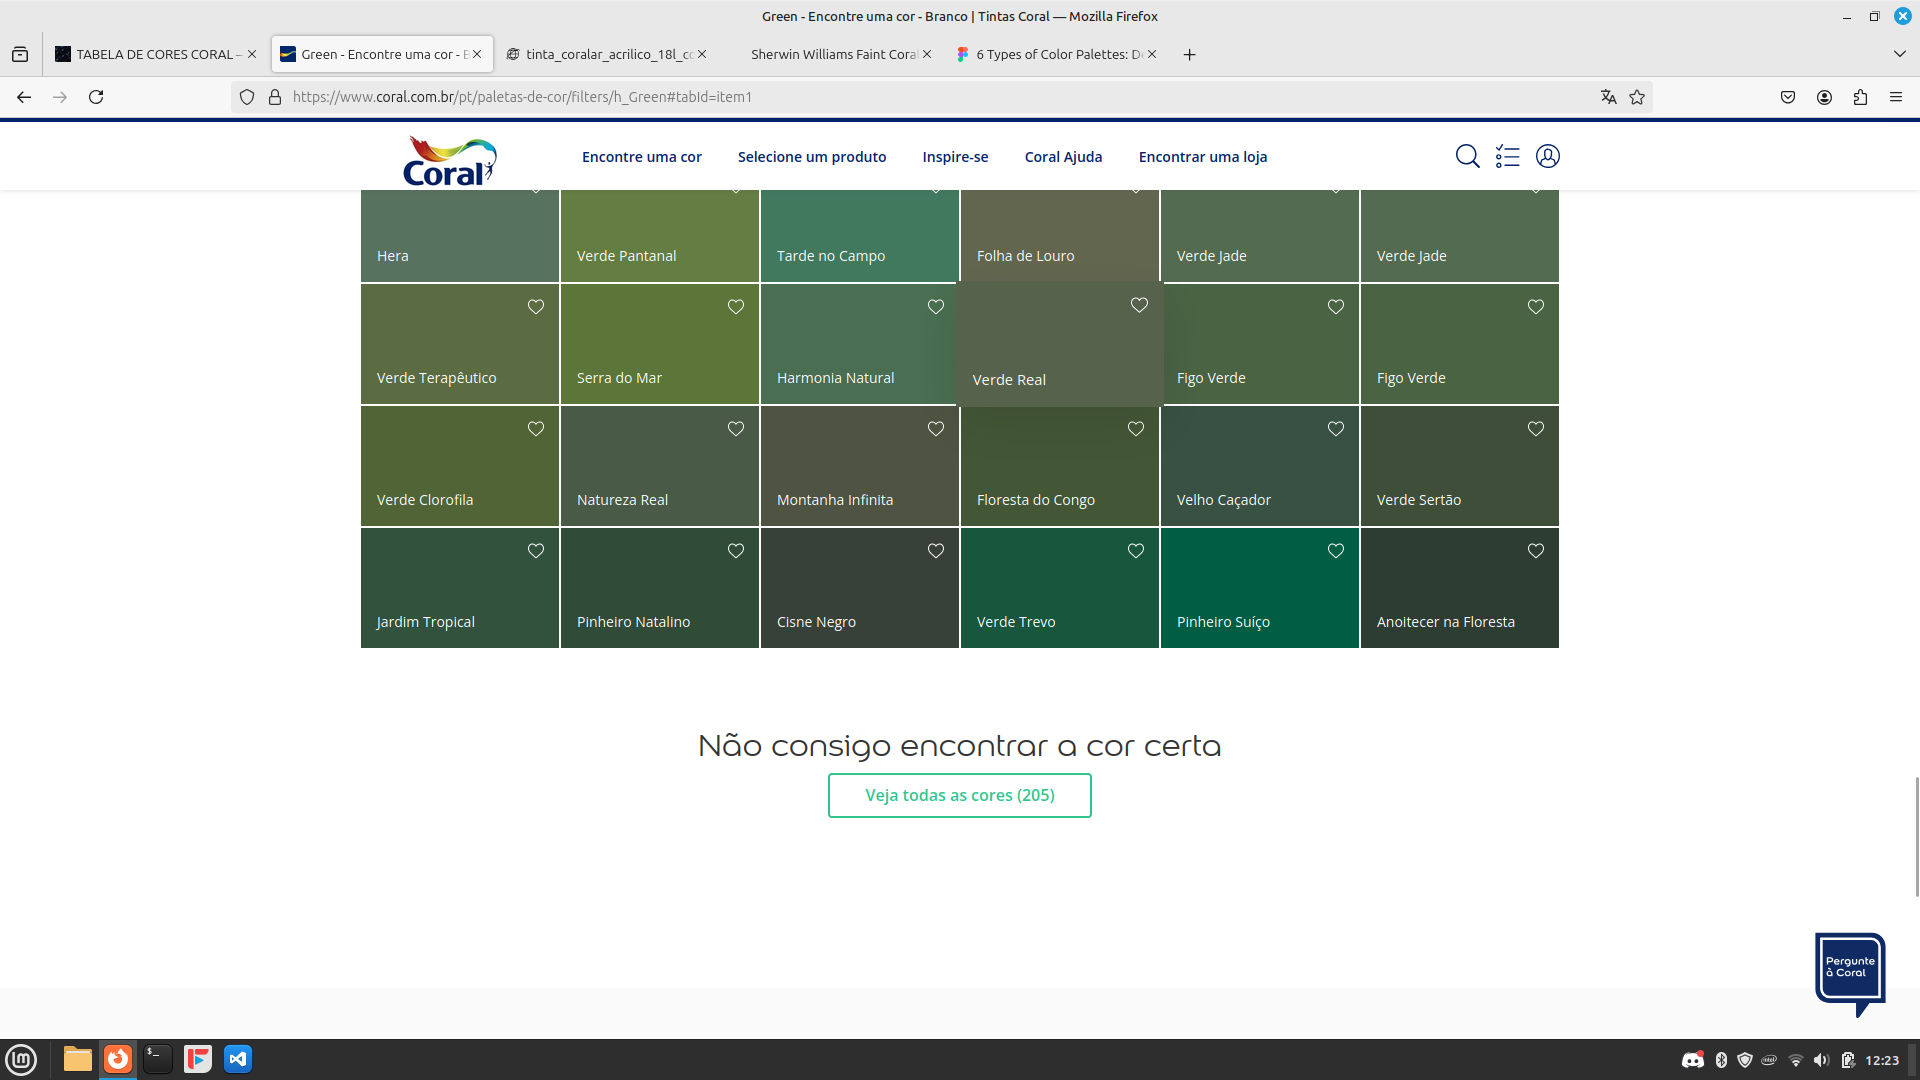 Green - Encontre uma cor - Branco | Tintas Coral — Mozilla Firefox
TABELA DE CORES CORAL –
Green - Encontre uma cor - B
tinta_coralar_acrilico_18l_cc
Sherwin Williams Faint Coral
6 Types of Color Palettes: De
https://www.coral.com.br/pt/paletas-de-cor/filters/h_Green#tabId=item1
Coral
Encontre uma cor
Selecione um produto
Inspire-se
Coral Ajuda
Encontrar uma loja
Hera
Verde Pantanal
Tarde no Campo
Folha de Louro
Verde Jade
Verde Jade
Verde Terapêutico
Serra do Mar
Harmonia Natural
Verde Real
Figo Verde
Figo Verde
Verde Clorofila
Natureza Real
Montanha Infinita
Floresta do Congo
Velho Caçador
Verde Sertão
Jardim Tropical
Pinheiro Natalino
Cisne Negro
Verde Trevo
Pinheiro Suíço
Anoitecer na Floresta
Não consigo encontrar a cor certa
Veja todas as cores (205)
Pergunte
à Coral
12:23